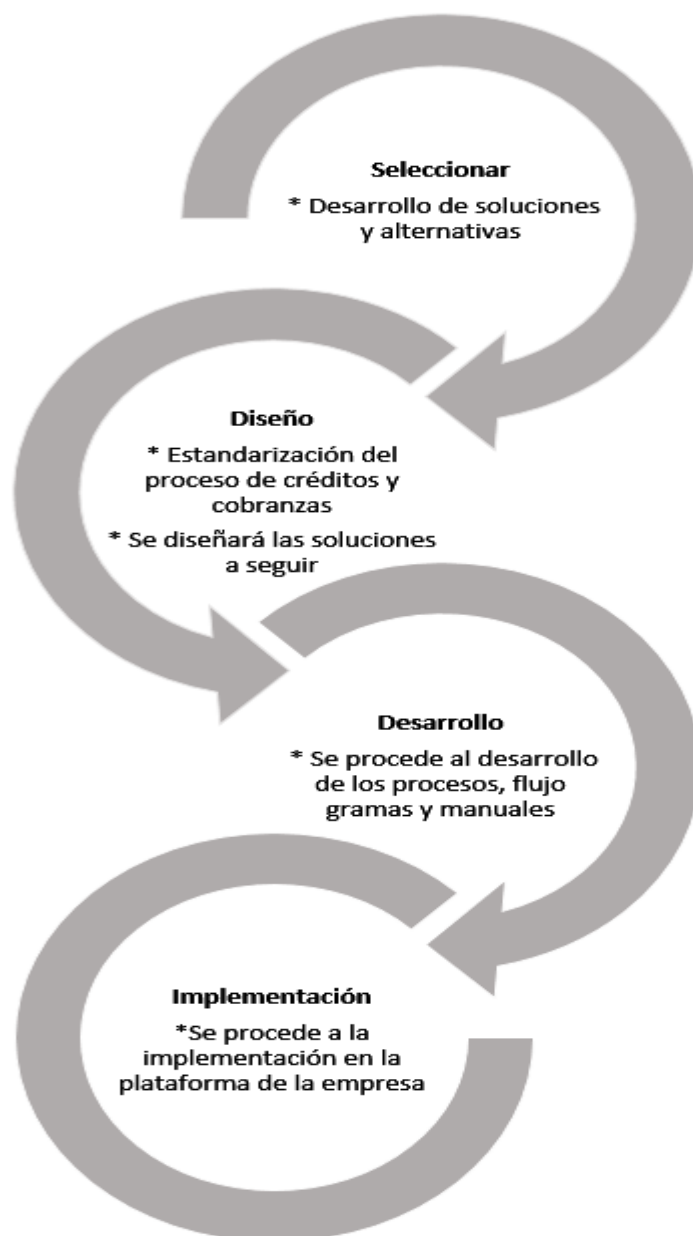 Seleccionar
* Desarrollo de soluciones
y alternativas
Diseño
* Estandarización del
proceso de créditos y
cobranzas
* Se diseñará las soluciones
a seguir
Desarrollo
* Se procede al desarrollo
de los procesos, flujo
gramas y manuales
Implementación
*Se procede a la
implementación en la
plataforma de la empresa